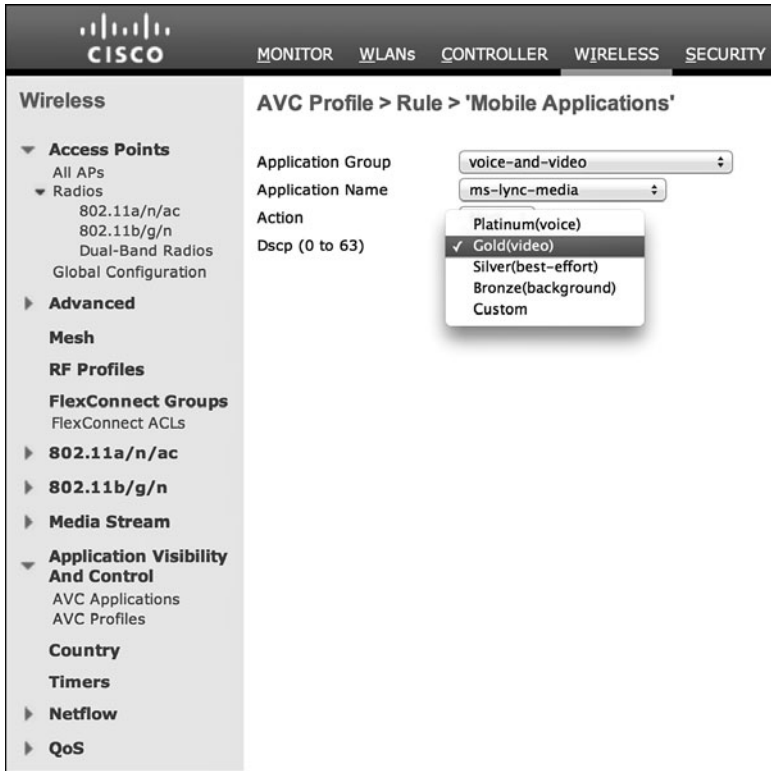 CISCO
MONITOR WLANs CONTROLLER WIRELESS SECURITY
Wireless
Access Points
All APs
Radios
802.11a/n/ac
802.11b/g/n
Dual-Band Radios
Global Configuration
Advanced
Mesh
RF Profiles
FlexConnect Groups
FlexConnect ACLs
802.11a/n/ac
802.11b/g/n
Media Stream
Application Visibility
And Control
AVC Applications
AVC Profiles
Country
Timers
Netflow
QoS
AVC Profile > Rule > 'Mobile Applications'
Application Group voice-and-video
Application Name ms-lync-media
Action
Dscp (0 to 63)
Platinum(voice)
✓ Gold(video)
Silver(best-effort)
Bronze(background)
Custom